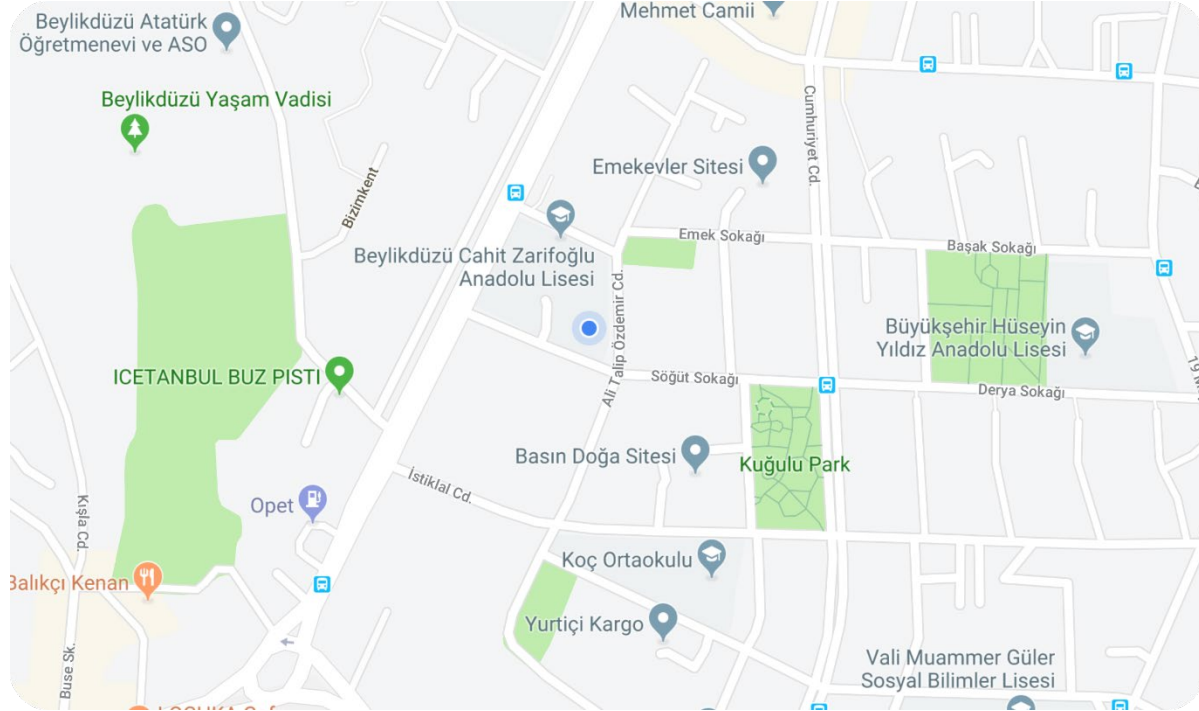 Beylikdüzü Atatürk
Öğretmenevi ve ASO
Mehmet Camii
Beylikdüzü Yaşam Vadisi
Cumhuriyet Cd.
Emekevler Sitesi
Bizimkent
Emek Sokağı
Başak Sokağı
Beylikdüzü Cahit Zarifoğlu
Anadolu Lisesi
Ali Talip Özdemir Cd.
Büyükşehir Hüseyin
Yıldız Anadolu Lisesi
ICETANBUL BUZ PISTI
Söğüt Sokağı
Derya Sokağı
19
Basın Doğa Sitesi
Kuğulu Park
İstiklal Cd.
Opet
Kışla Cd.
Koç Ortaokulu
Balıkçı Kenan
Yurtiçi Kargo
Buse Sk.
Vali Muammer Güler
Sosyal Bilimler Lisesi